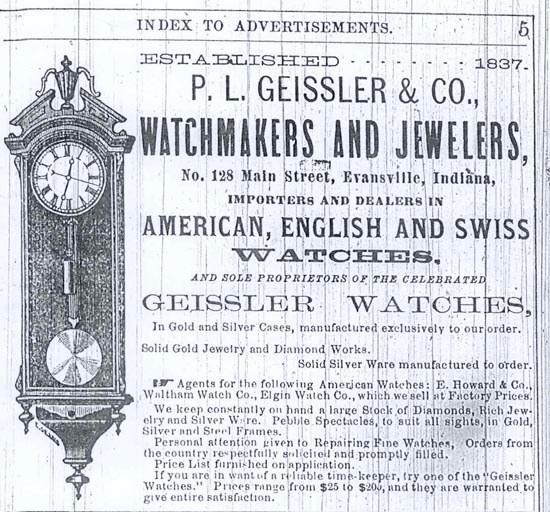 INDEX TO ADVERTISEMENTS. 5
ESTABLISHED - - - - - - - - 1837.
P. L. GEISSLER & CO.,
WATCHMAKERS AND JEWELERS,
No. 128 Main Street, Evansville, Indiana,
IMPORTERS AND DEALERS IN
AMERICAN, ENGLISH AND SWISS
WATCHES,
AND SOLE PROPRIETORS OF THE CELEBRATED
GEISSLER WATCHES,
In Gold and Silver Cases, manufactured exclusively to our order.
Solid Gold Jewelry and Diamond Works.
Solid Silver Ware manufactured to order.
☞ Agents for the following American Watches: E. Howard & Co.,
Waltham Watch Co., Elgin Watch Co., which we sell at Factory Prices.
We keep constantly on hand a large Stock of Diamonds, Rich Jew-
elry and Silver Ware. Pebble Spectacles, to suit all sights, in Gold,
Silver and Steel Frames.
Personal attention given to Repairing Fine Watches, Orders from
the country respectfully solicited and promptly filled.
Price List furnished on application.
If you are in want of a reliable time-keeper, try one of the "Geissler
Watches." Prices range from $25 to $200, and they are warranted to
give entire satisfaction.